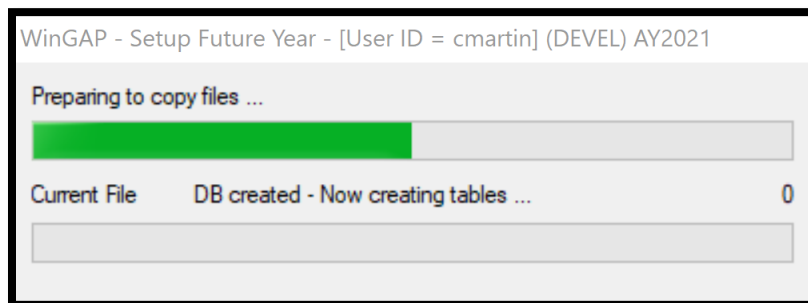 WinGAP - Setup Future Year - [User ID = cmartin] (DEVEL) AY2021
Preparing to copy files ...
Current File DB created - Now creating tables ... 0